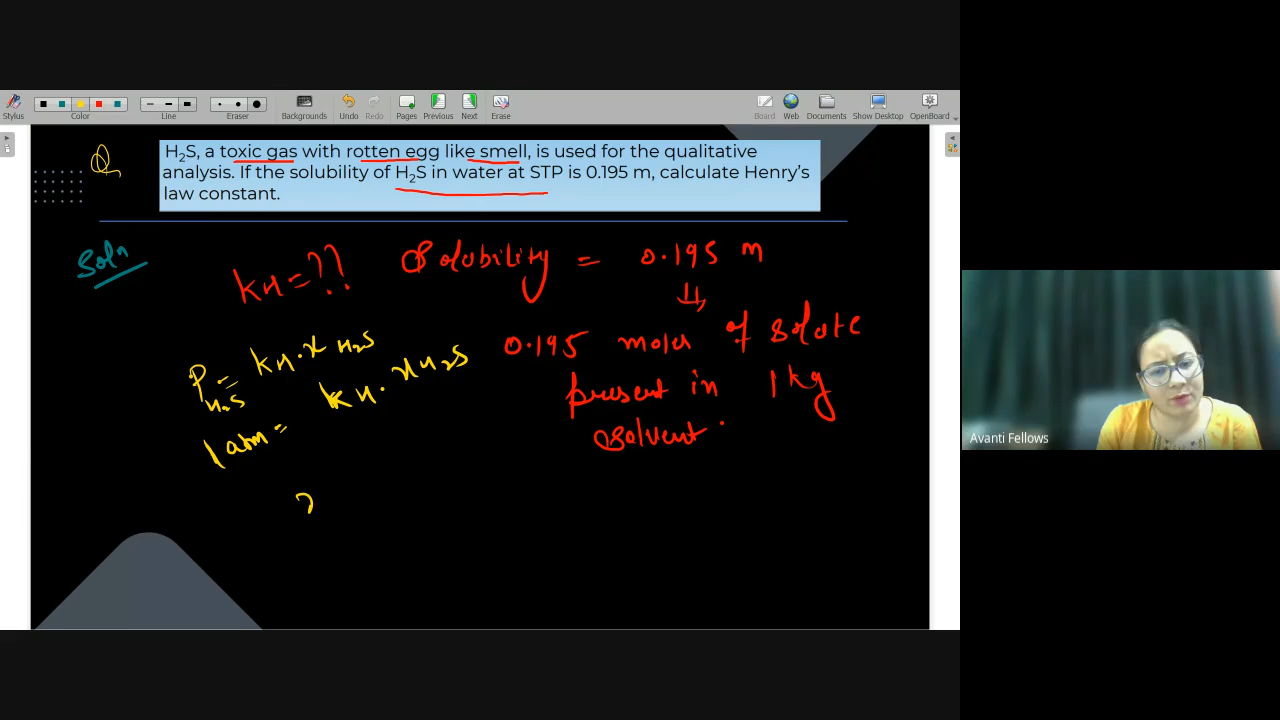 Stylus
Color
Line
Eraser
Backgrounds
Undo
Redo
Pages
Previous
Next
Erase
Board
Web
Documents
Show Desktop
OpenBoard
Q
H₂S, a toxic gas with rotten egg like smell, is used for the qualitative
analysis. If the solubility of H₂S in water at STP is 0.195 m, calculate Henry's
law constant.
Soln
KH = ??
Solubility = 0.195 m
0.195 moles of solute
present in 1 kg
solvent.
P H₂S = KH . x H₂S
1 atm = KH . x H₂S
Avanti Fellows